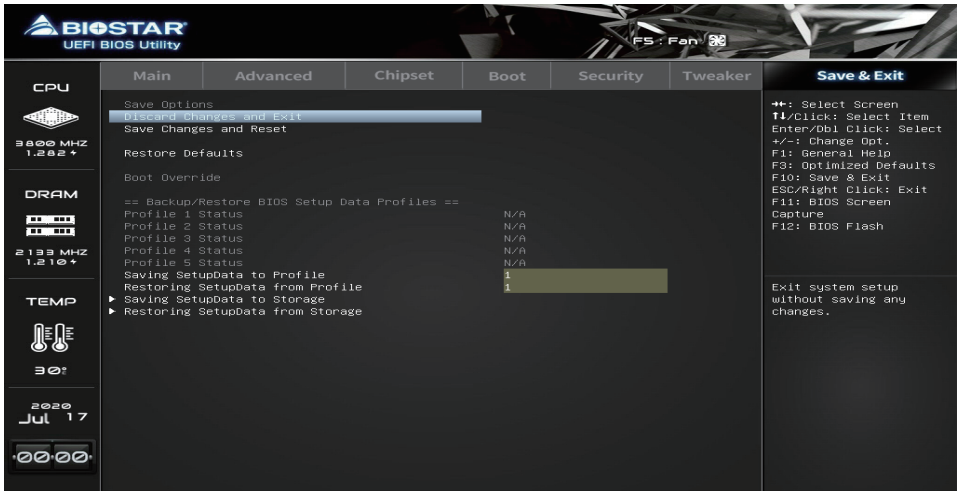 BIOSTAR
UEFI BIOS Utility
F5 : Fan
Main Advanced Chipset Boot Security Tweaker Save & Exit
CPU
3800 MHZ
1.282
DRAM
2133 MHZ
1.210
TEMP
30
2020
Jul 17
00:00
Save Options
Discard Changes and Exit
Save Changes and Reset
Restore Defaults
Boot Override
== Backup/Restore BIOS Setup Data Profiles ==
Profile 1 Status N/A
Profile 2 Status N/A
Profile 3 Status N/A
Profile 4 Status N/A
Profile 5 Status N/A
Saving SetupData to Profile 1
Restoring SetupData from Profile 1
Saving SetupData to Storage
Restoring SetupData from Storage
→←: Select Screen
↑↓/Click: Select Item
Enter/Dbl Click: Select
+/-: Change Opt.
F1: General Help
F3: Optimized Defaults
F10: Save & Exit
ESC/Right Click: Exit
F11: BIOS Screen
Capture
F12: BIOS Flash
Exit system setup
without saving any
changes.